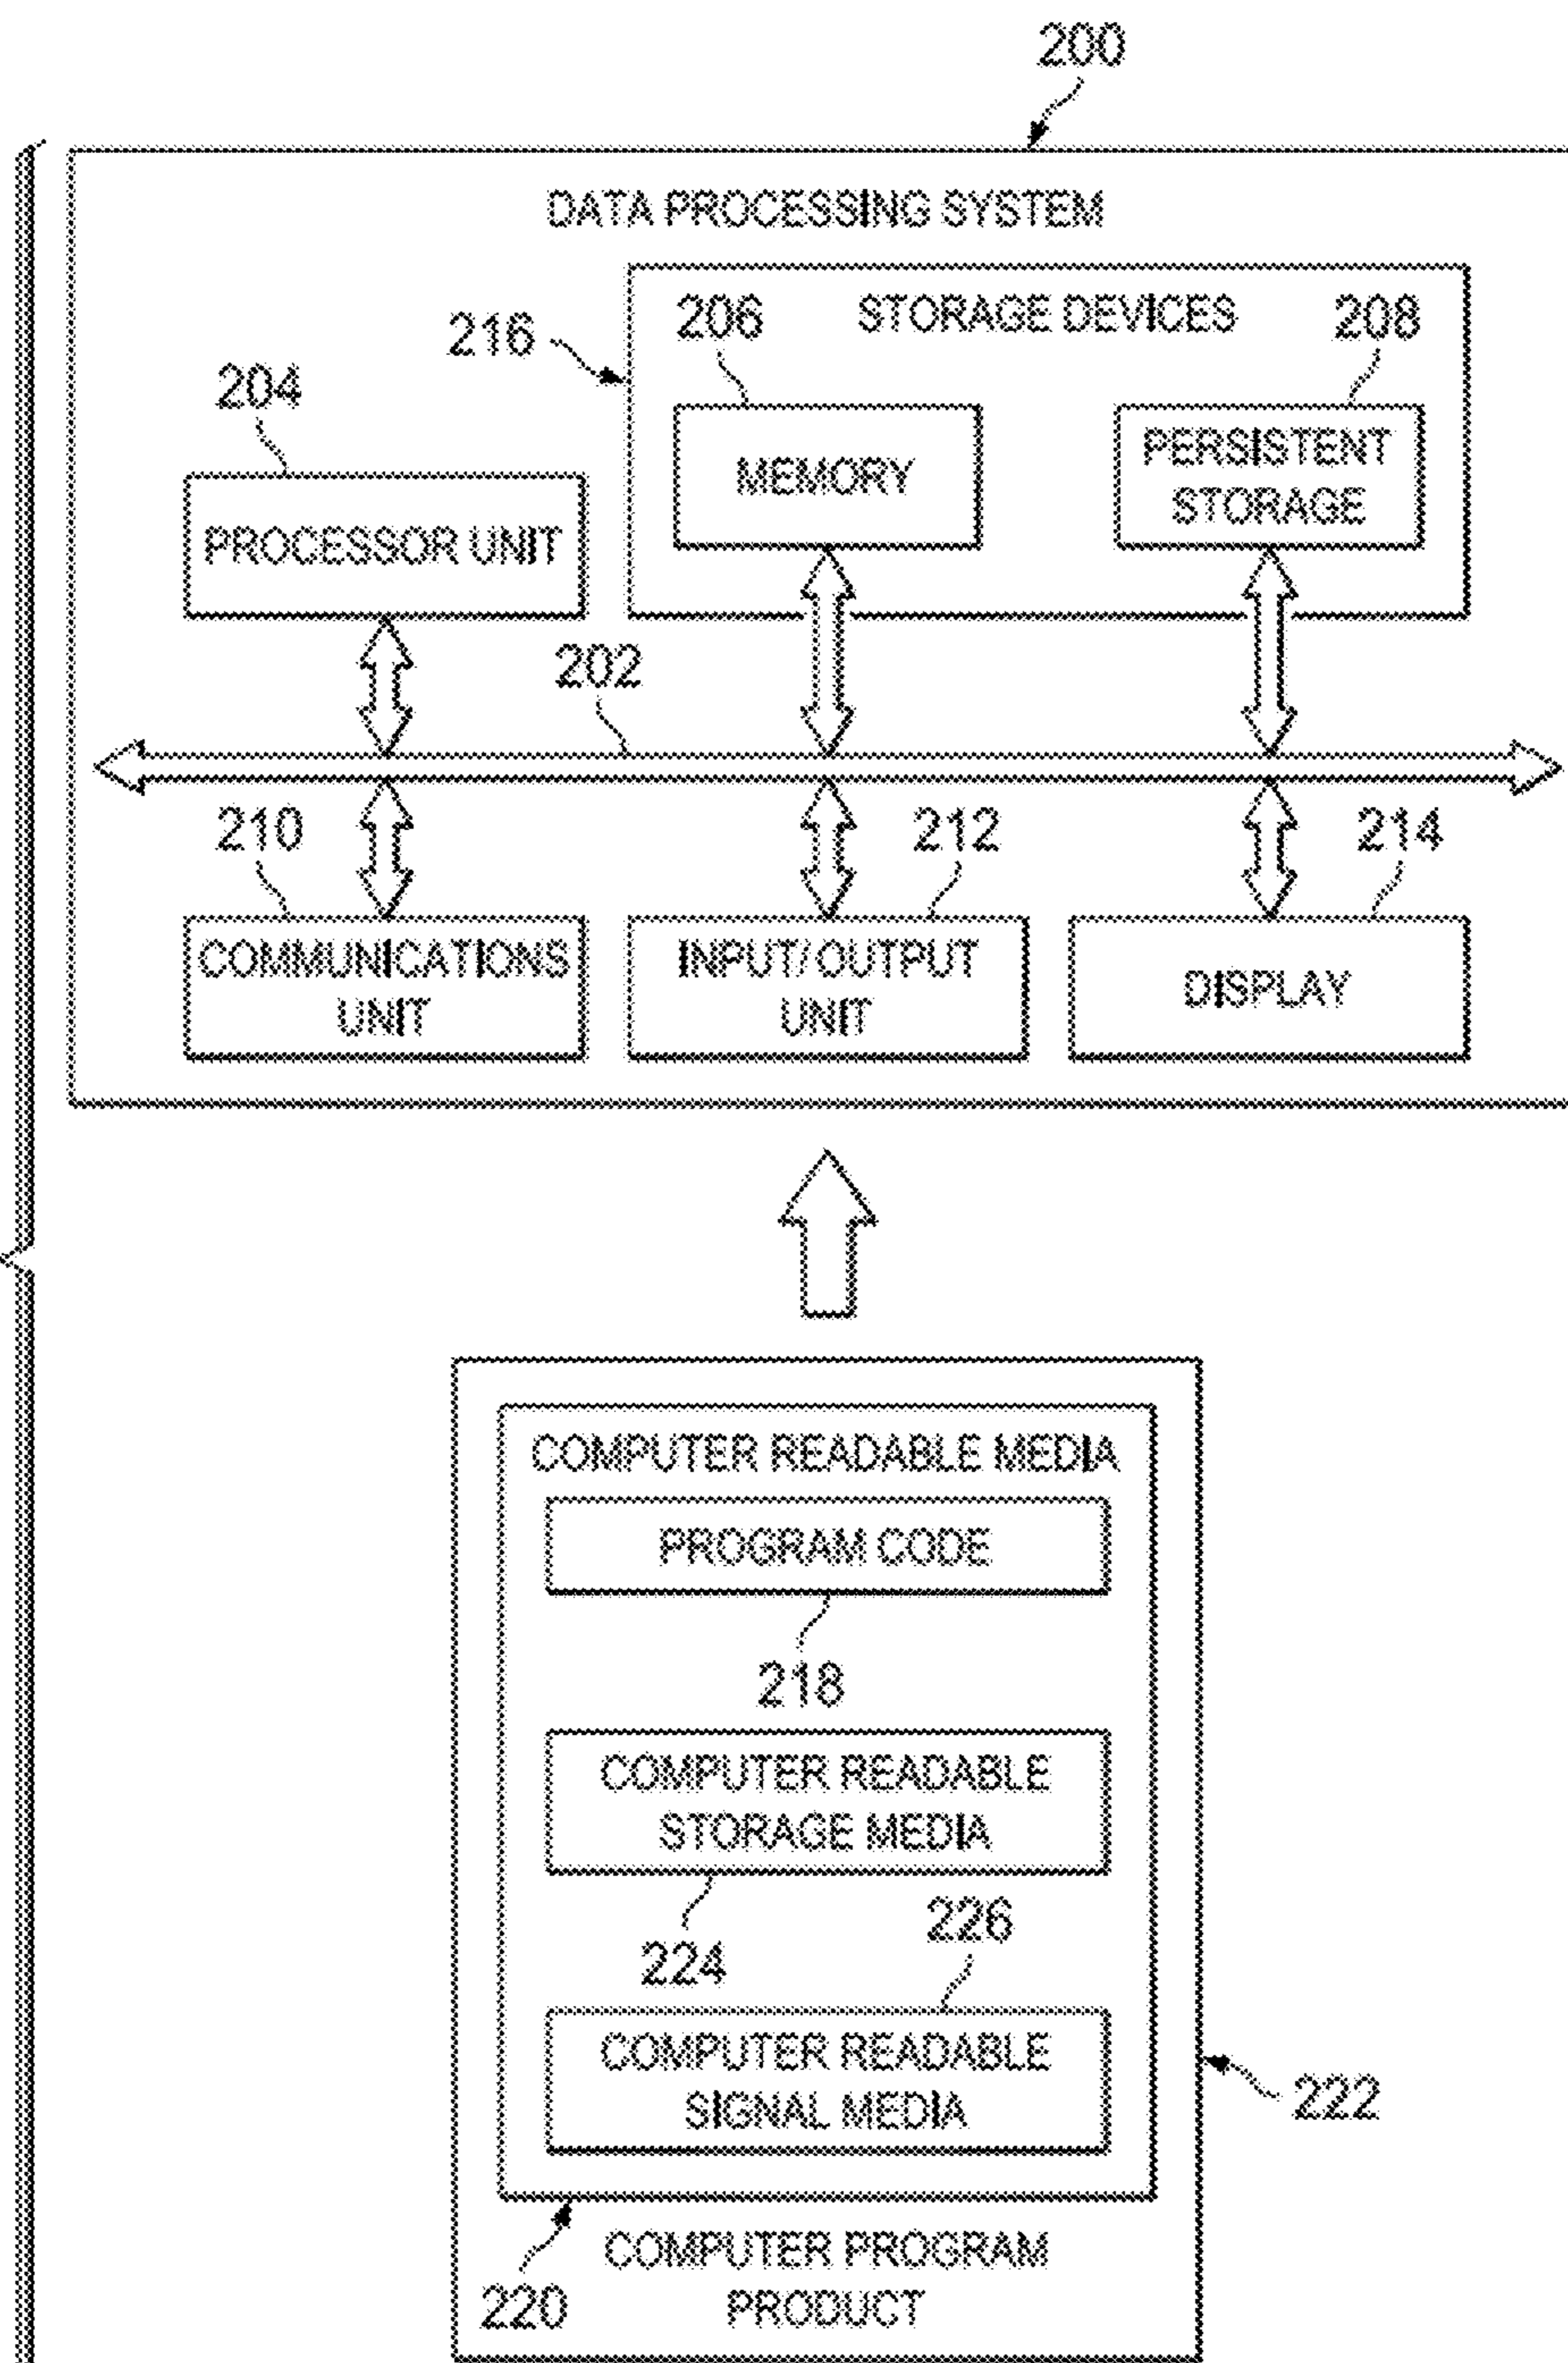 200
DATA PROCESSING SYSTEM
206
STORAGE DEVICES
208
216
204
MEMORY
PERSISTENT
STORAGE
PROCESSOR UNIT
202
210
212
214
COMMUNICATIONS
UNIT
INPUT/OUTPUT
UNIT
DISPLAY
COMPUTER READABLE MEDIA
PROGRAM CODE
218
COMPUTER READABLE
STORAGE MEDIA
224
226
COMPUTER READABLE
SIGNAL MEDIA
222
220
COMPUTER PROGRAM
PRODUCT